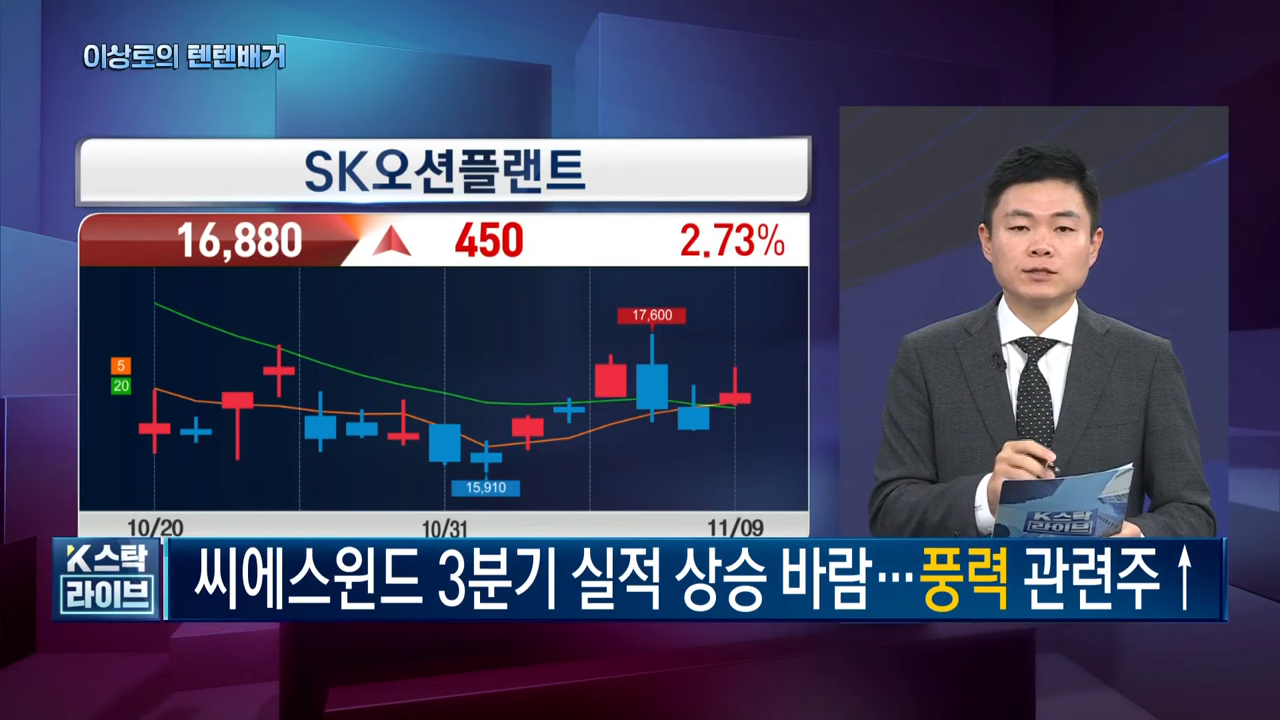 이상로의 텐텐배거
SK오션플랜트
16,880 450 2.73%
17,600
5
20
15,910
10/20 10/31 11/09
K스탁
라이브
K스탁
라이브
씨에스윈드 3분기 실적 상승 바람…풍력 관련주↑